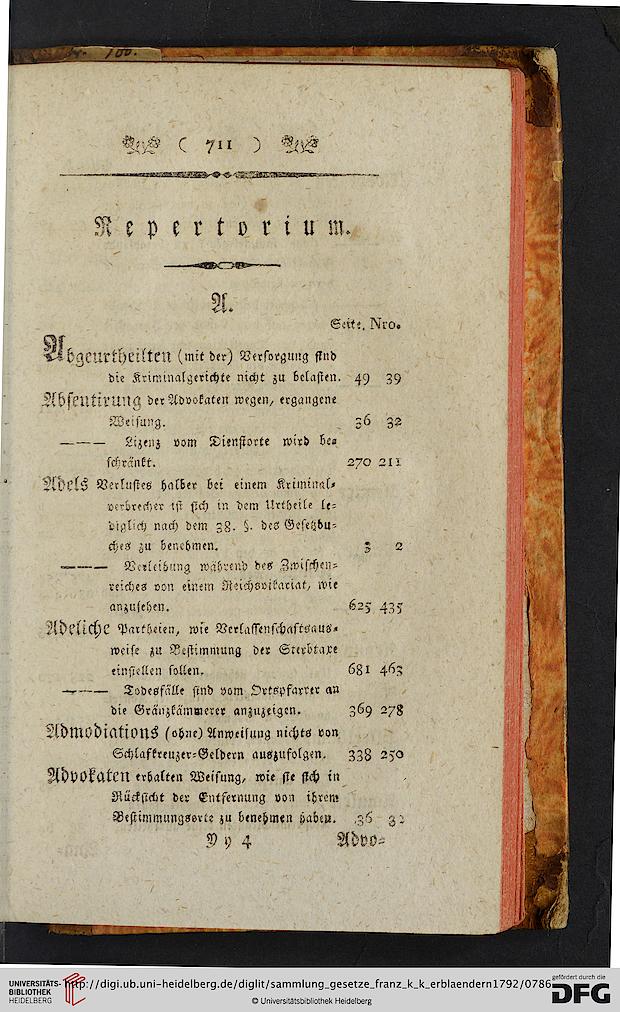 ( 711 )
Repertorium.
A.
Seite. Nro.
Abgeurtheilten (mit der) Versorgung sind
die Kriminalgerichte nicht zu belasten. 49 39
Absentirung der Advokaten wegen, ergangene
Weisung. 36 32
——— Lizenz vom Dienstorte wird be=
schränkt. 270 211
Adels Verlustes halber bei einem Kriminal=
verbrecher ist sich in dem Urtheile le=
diglich nach dem 38. §. des Gesetzbu=
ches zu benehmen. 3 2
——— Verleihung während des Zwischen=
reiches von einem Reichsvikariat, wie
anzusehen. 625 435
Adeliche Partheien, wie Verlassenschaftsaus=
weise zu Bestimmung der Sterbtaxe
einstellen sollen. 681 463
——— Todesfälle sind vom Ortspfarrer an
die Gränzkämmerer anzuzeigen. 369 278
Admodiations (ohne) Anweisung nichts von
Schlafkreuzer=Geldern auszufolgen. 338 250
Advokaten erhalten Weisung, wie sie sich in
Rücksicht der Entfernung von ihrem
Bestimmungsorte zu benehmen haben. 36 32
Y y 4 Advo=
UNIVERSITÄTS-
BIBLIOTHEK
HEIDELBERG
http://digi.ub.uni-heidelberg.de/diglit/sammlung_gesetze_franz_k_k_erblaendern1792/0786
© Universitätsbibliothek Heidelberg
gefördert durch die
DFG